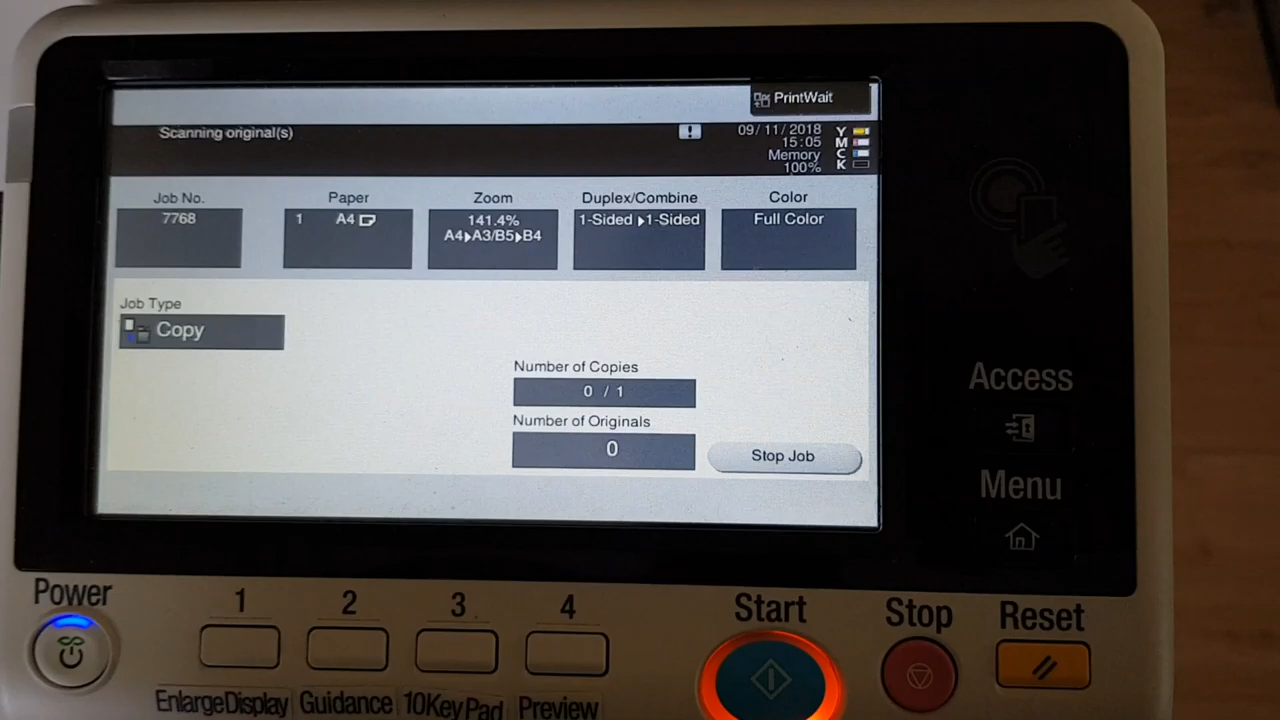 PrintWait
Scanning original(s)
!
09/11/2018
15:05
Memory
100%
Y
M
C
K
Job No.
7768
Paper
1 A4
Zoom
141.4%
A4▸A3/B5▸B4
Duplex/Combine
1-Sided ▸1-Sided
Color
Full Color
Job Type
Copy
Number of Copies
0 / 1
Number of Originals
0
Stop Job
Access
Menu
Power
1
2
3
4
Start
Stop
Reset
EnlargeDisplay
Guidance
10KeyPad
Preview